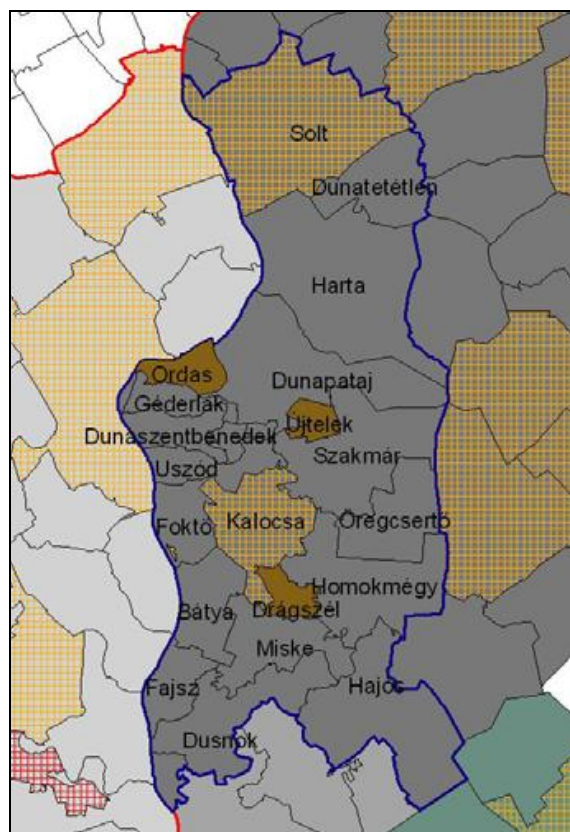 Solt
Dunatetétlen
Harta
Ordas
Dunapataj
Géderlak
Újtelek
Dunaszentbenedek
Szakmár
Uszód
Foktő
Kalocsa
Öregcsertő
Homokmégy
Drágszél
Bátya
Miske
Fajsz
Hajós
Dusnok